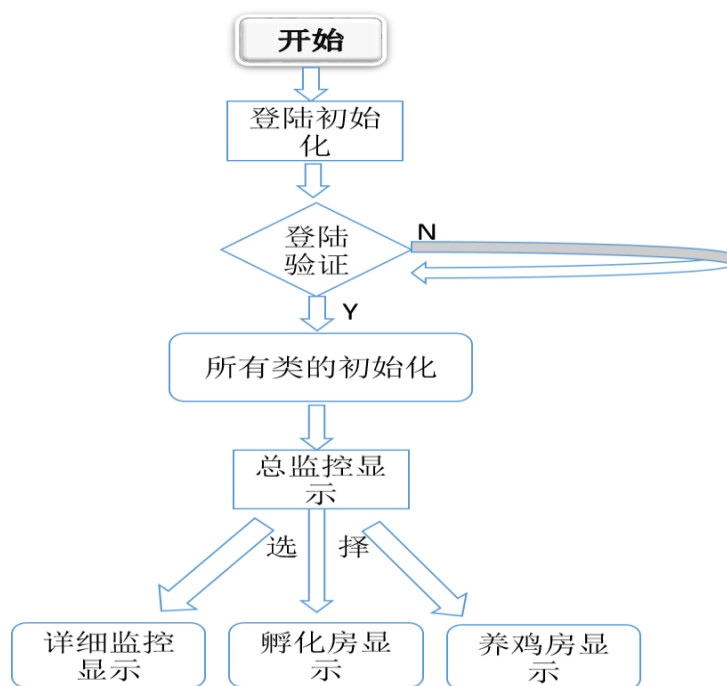 开始
登陆初始
化
登陆
验证
N
Y
所有类的初始化
总监控显
示
选 择
详细监控
显示
孵化房显
示
养鸡房显
示